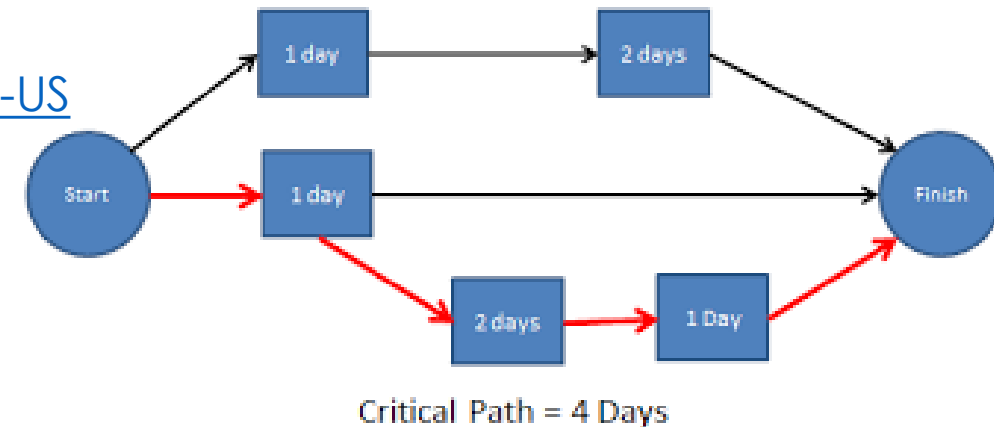 1 day
2 days
-US
Start
1 day
Finish
2 days
1 Day
Critical Path = 4 Days